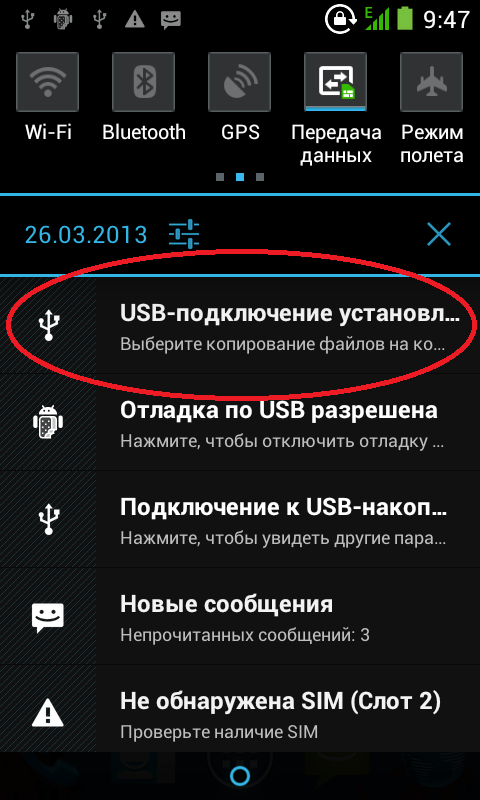 E 9:47
Wi-Fi Bluetooth GPS Передача данных Режим полета
26.03.2013
USB-подключение установл...
Выберите копирование файлов на ко...
Отладка по USB разрешена
Нажмите, чтобы отключить отладку ...
Подключение к USB-накоп...
Нажмите, чтобы увидеть другие пара...
Новые сообщения
Непрочитанных сообщений: 3
Не обнаружена SIM (Слот 2)
Проверьте наличие SIM